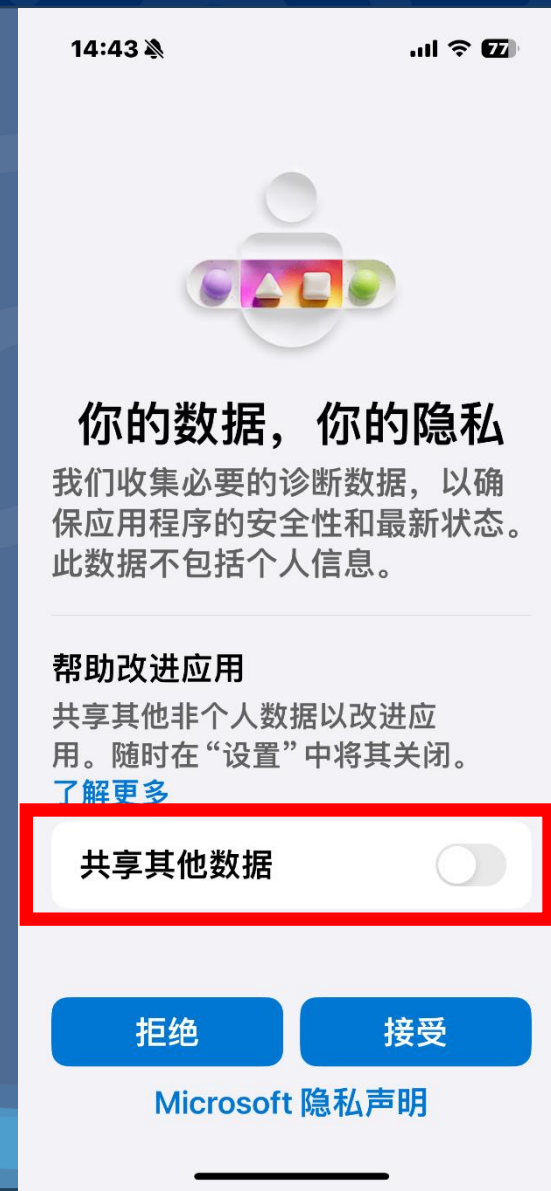 14:43
77
你的数据，你的隐私
我们收集必要的诊断数据，以确
保应用程序的安全性和最新状态。
此数据不包括个人信息。
帮助改进应用
共享其他非个人数据以改进应
用。随时在“设置”中将其关闭。
了解更多
共享其他数据
拒绝 接受
Microsoft 隐私声明